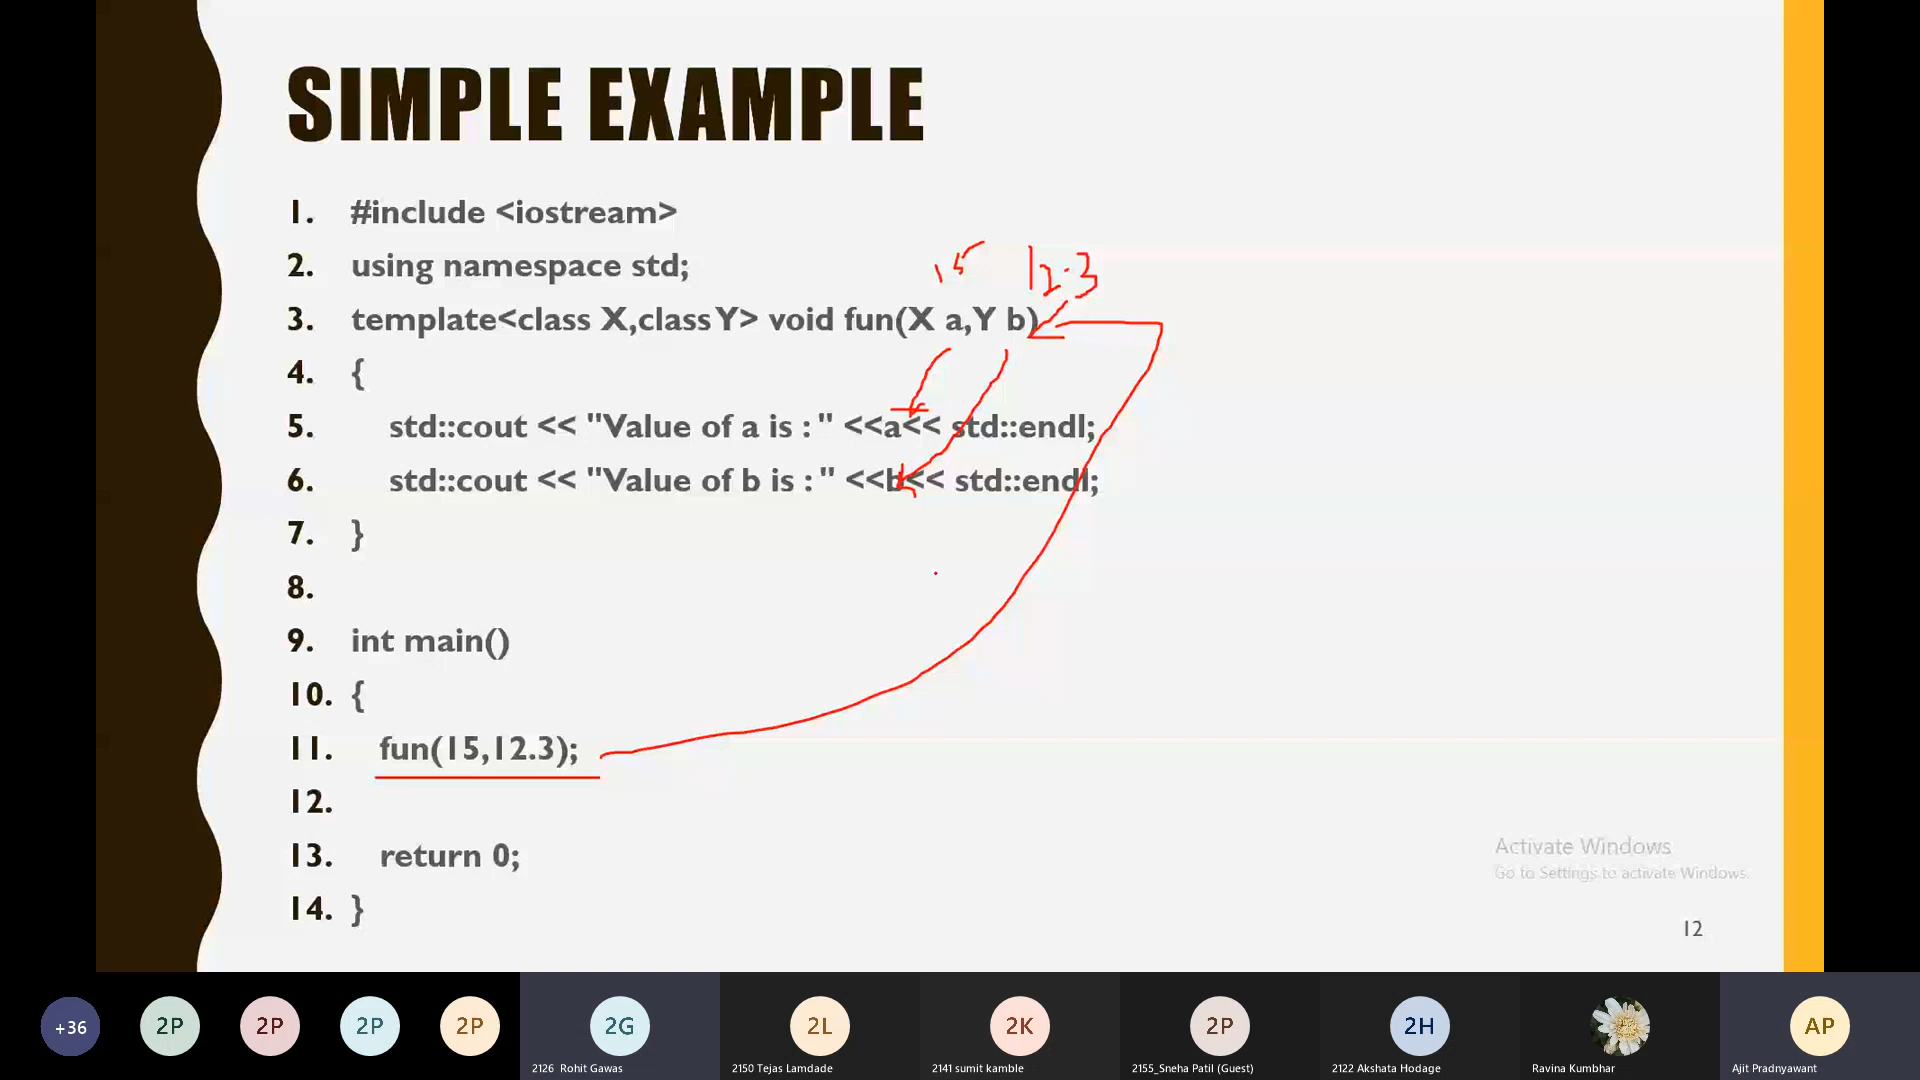 SIMPLE EXAMPLE
1. #include <iostream>
2. using namespace std;
15 12.3
3. template<class X,class Y> void fun(X a,Y b)
4. {
5. std::cout << "Value of a is : " <<a<< std::endl;
6. std::cout << "Value of b is : " <<b<< std::endl;
7. }
8.
9. int main()
10. {
11. fun(15,12.3);
12.
13. return 0;
14. }
Activate Windows
Go to Settings to activate Windows.
12
+36 2P 2P 2P 2P 2G 2L 2K 2P 2H AP
2126 Rohit Gawas 2150 Tejas Lamdade 2141 sumit kamble 2155_Sneha Patil (Guest) 2122 Akshata Hodage Ravina Kumbhar Ajit Pradnyawant